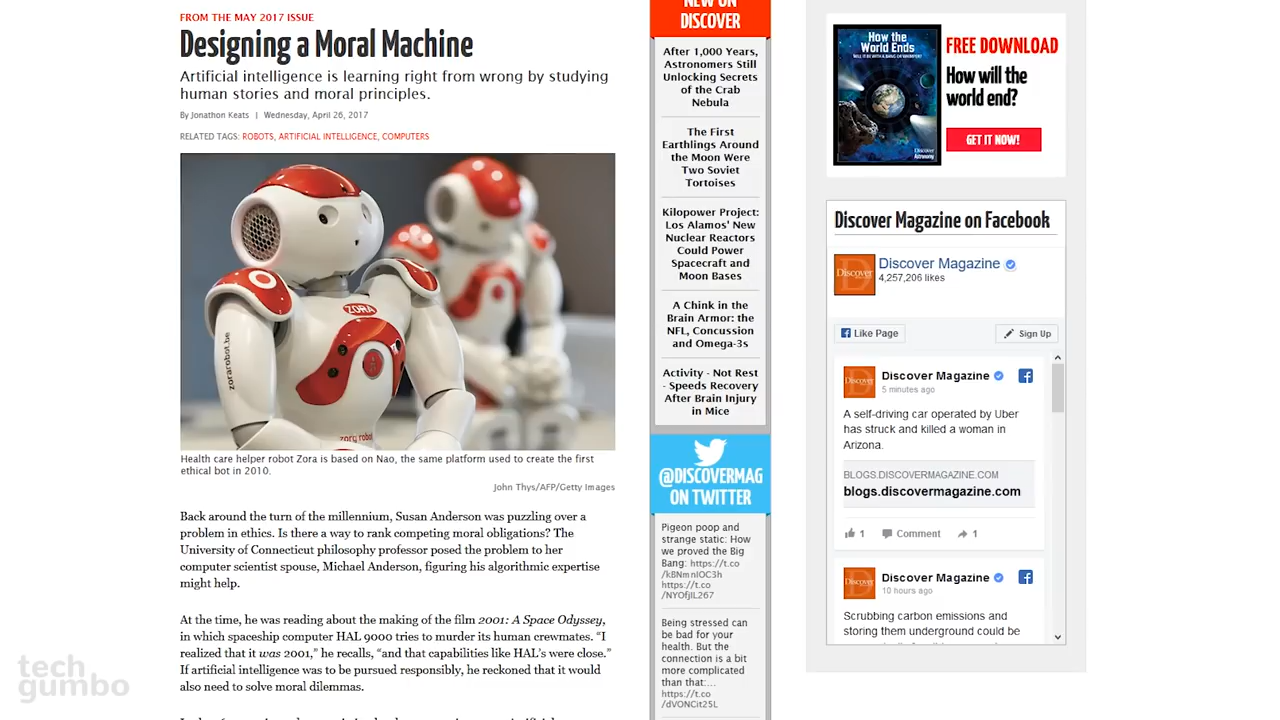 FROM THE MAY 2017 ISSUE
Designing a Moral Machine
Artificial intelligence is learning right from wrong by studying
human stories and moral principles.
By Jonathon Keats | Wednesday, April 26, 2017
RELATED TAGS: ROBOTS, ARTIFICIAL INTELLIGENCE, COMPUTERS
ZORA
zorarobot.be
zora robot
Health care helper robot Zora is based on Nao, the same platform used to create the first
ethical bot in 2010.
John Thys/AFP/Getty Images
Back around the turn of the millennium, Susan Anderson was puzzling over a
problem in ethics. Is there a way to rank competing moral obligations? The
University of Connecticut philosophy professor posed the problem to her
computer scientist spouse, Michael Anderson, figuring his algorithmic expertise
might help.
At the time, he was reading about the making of the film 2001: A Space Odyssey,
in which spaceship computer HAL 9000 tries to murder its human crewmates. “I
realized that it was 2001,” he recalls, “and that capabilities like HAL’s were close.”
If artificial intelligence was to be pursued responsibly, he reckoned that it would
also need to solve moral dilemmas.
NEW ON
DISCOVER
After 1,000 Years,
Astronomers Still
Unlocking Secrets
of the Crab
Nebula
The First
Earthlings Around
the Moon Were
Two Soviet
Tortoises
Kilopower Project:
Los Alamos' New
Nuclear Reactors
Could Power
Spacecraft and
Moon Bases
A Chink in the
Brain Armor: the
NFL, Concussion
and Omega-3s
Activity - Not Rest
- Speeds Recovery
After Brain Injury
in Mice
@DISCOVERMAG
ON TWITTER
Pigeon poop and
strange static: How
we proved the Big
Bang: https://t.co
/kBNmnIOC3h
https://t.co
/NYOfjIL267
Being stressed can
be bad for your
health. But the
connection is a bit
more complicated
than that:...
https://t.co
/dVONCit25L
How the
World Ends
Discover
Astronomy
FREE DOWNLOAD
How will the
world end?
GET IT NOW!
Discover Magazine on Facebook
Discover
Discover Magazine
4,257,206 likes
Like Page
Sign Up
Discover
Discover Magazine
5 minutes ago
A self-driving car operated by Uber
has struck and killed a woman in
Arizona.
BLOGS.DISCOVERMAGAZINE.COM
blogs.discovermagazine.com
1 Comment 1
Discover
Discover Magazine
10 hours ago
Scrubbing carbon emissions and
storing them underground could be
tech
gumbo